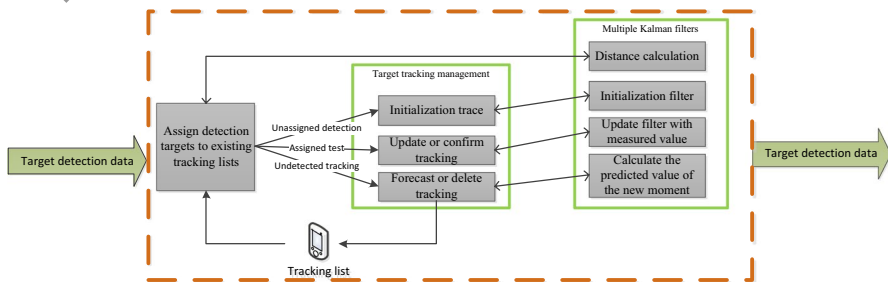 Multiple Kalman filters
Distance calculation
Target tracking management
Initialization trace
Initialization filter
Assign detection
targets to existing
tracking lists
Unassigned detection
Assigned test
Undetected tracking
Update or confirm
tracking
Update filter with
measured value
Forecast or delete
tracking
Calculate the
predicted value of
the new moment
Target detection data
Target detection data
Tracking list